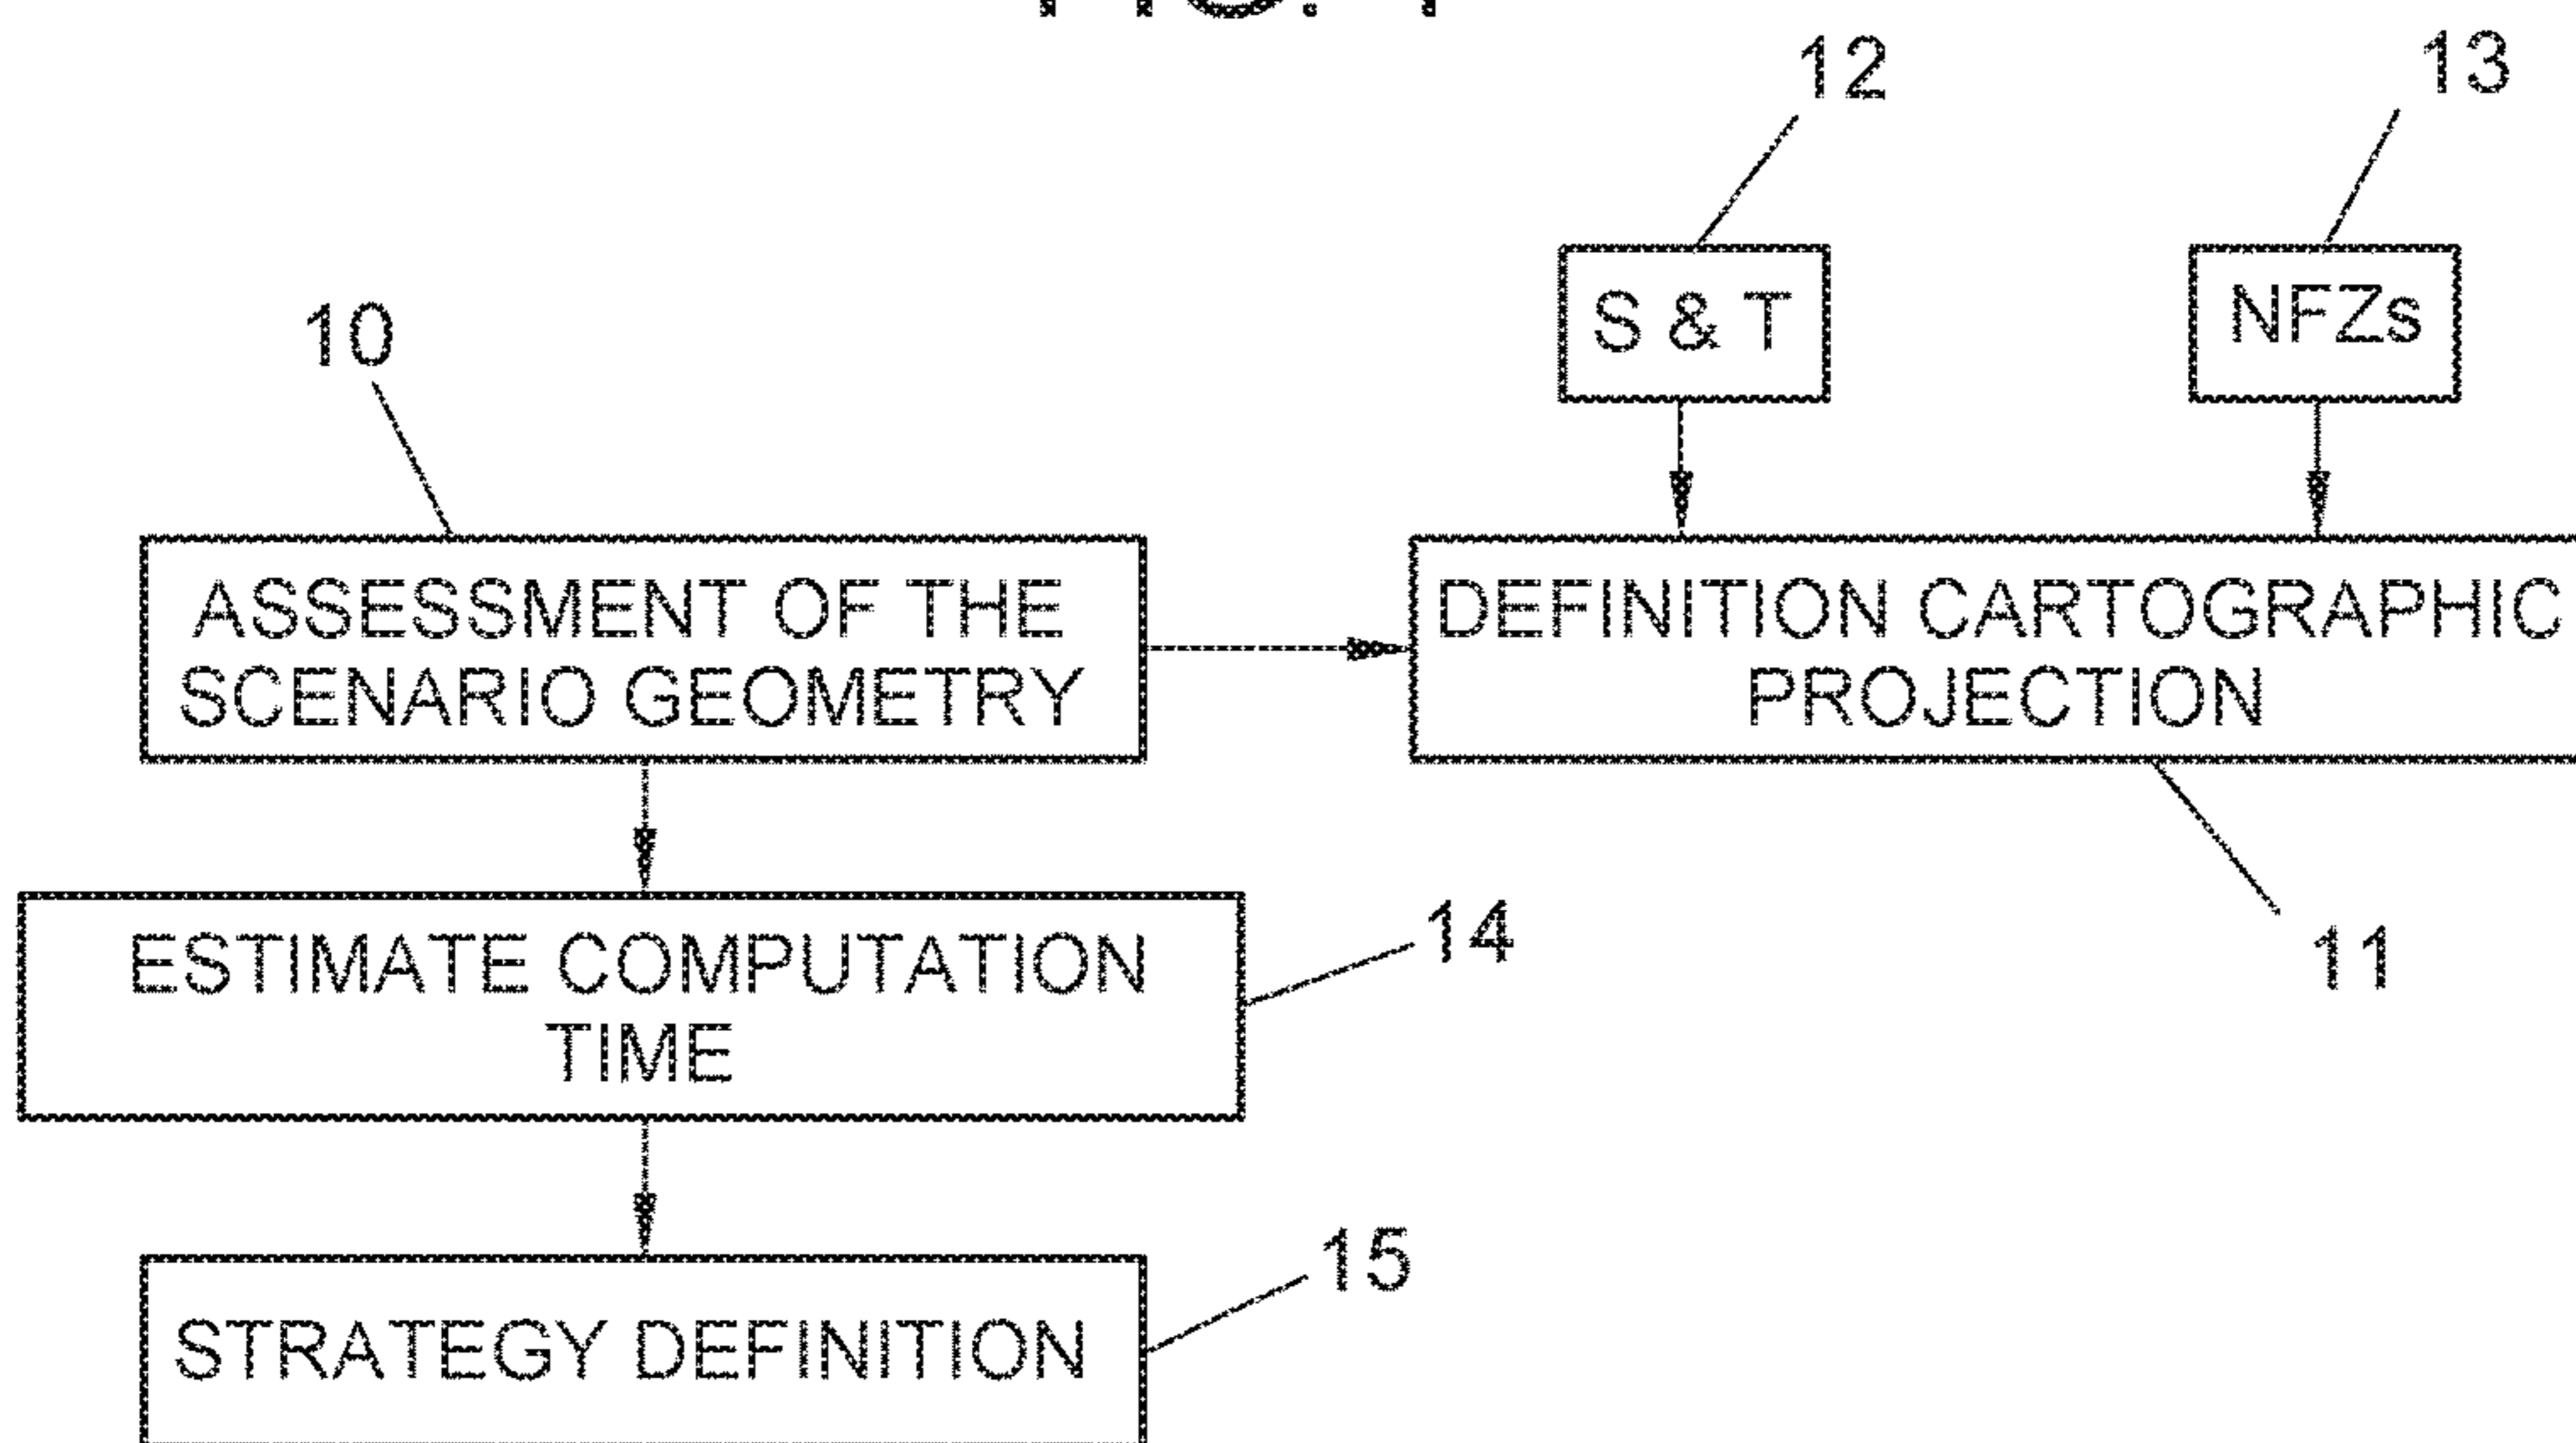 12
13
S & T
NFZs
10
ASSESSMENT OF THE
SCENARIO GEOMETRY
DEFINITION CARTOGRAPHIC
PROJECTION
ESTIMATE COMPUTATION
TIME
14
11
15
STRATEGY DEFINITION